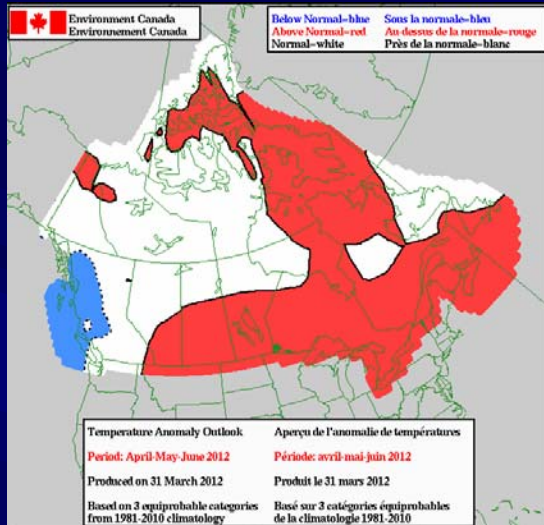 Environment Canada
Environnement Canada
Below Normal=blue
Above Normal=red
Normal=white
Sous la normale=bleu
Au-dessus de la normale=rouge
Près de la normale=blanc
Temperature Anomaly Outlook
Period: April-May-June 2012
Produced on 31 March 2012
Based on 3 equiprobable categories
from 1981-2010 climatology
Aperçu de l'anomalie de températures
Période: avril-mai-juin 2012
Produit le 31 mars 2012
Basé sur 3 catégories équiprobables
de la climatologie 1981-2010